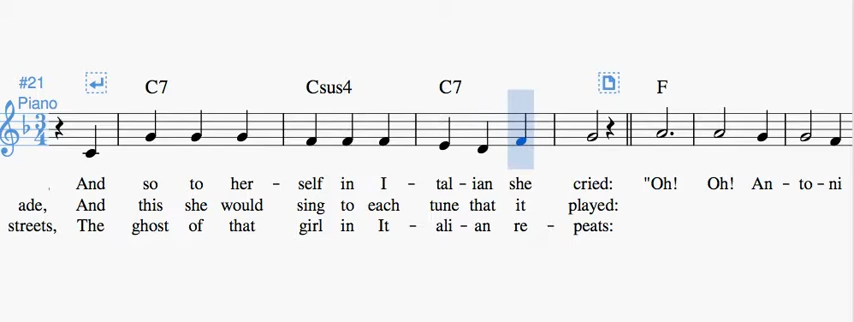 #21
C7 Csus4 C7 F
Piano
3
4
. And so to her - self in I - tal - ian she cried: "Oh! Oh! An - to - ni
ade, And this she would sing to each tune that it played:
streets, The ghost of that girl in It - ali - an re - peats: